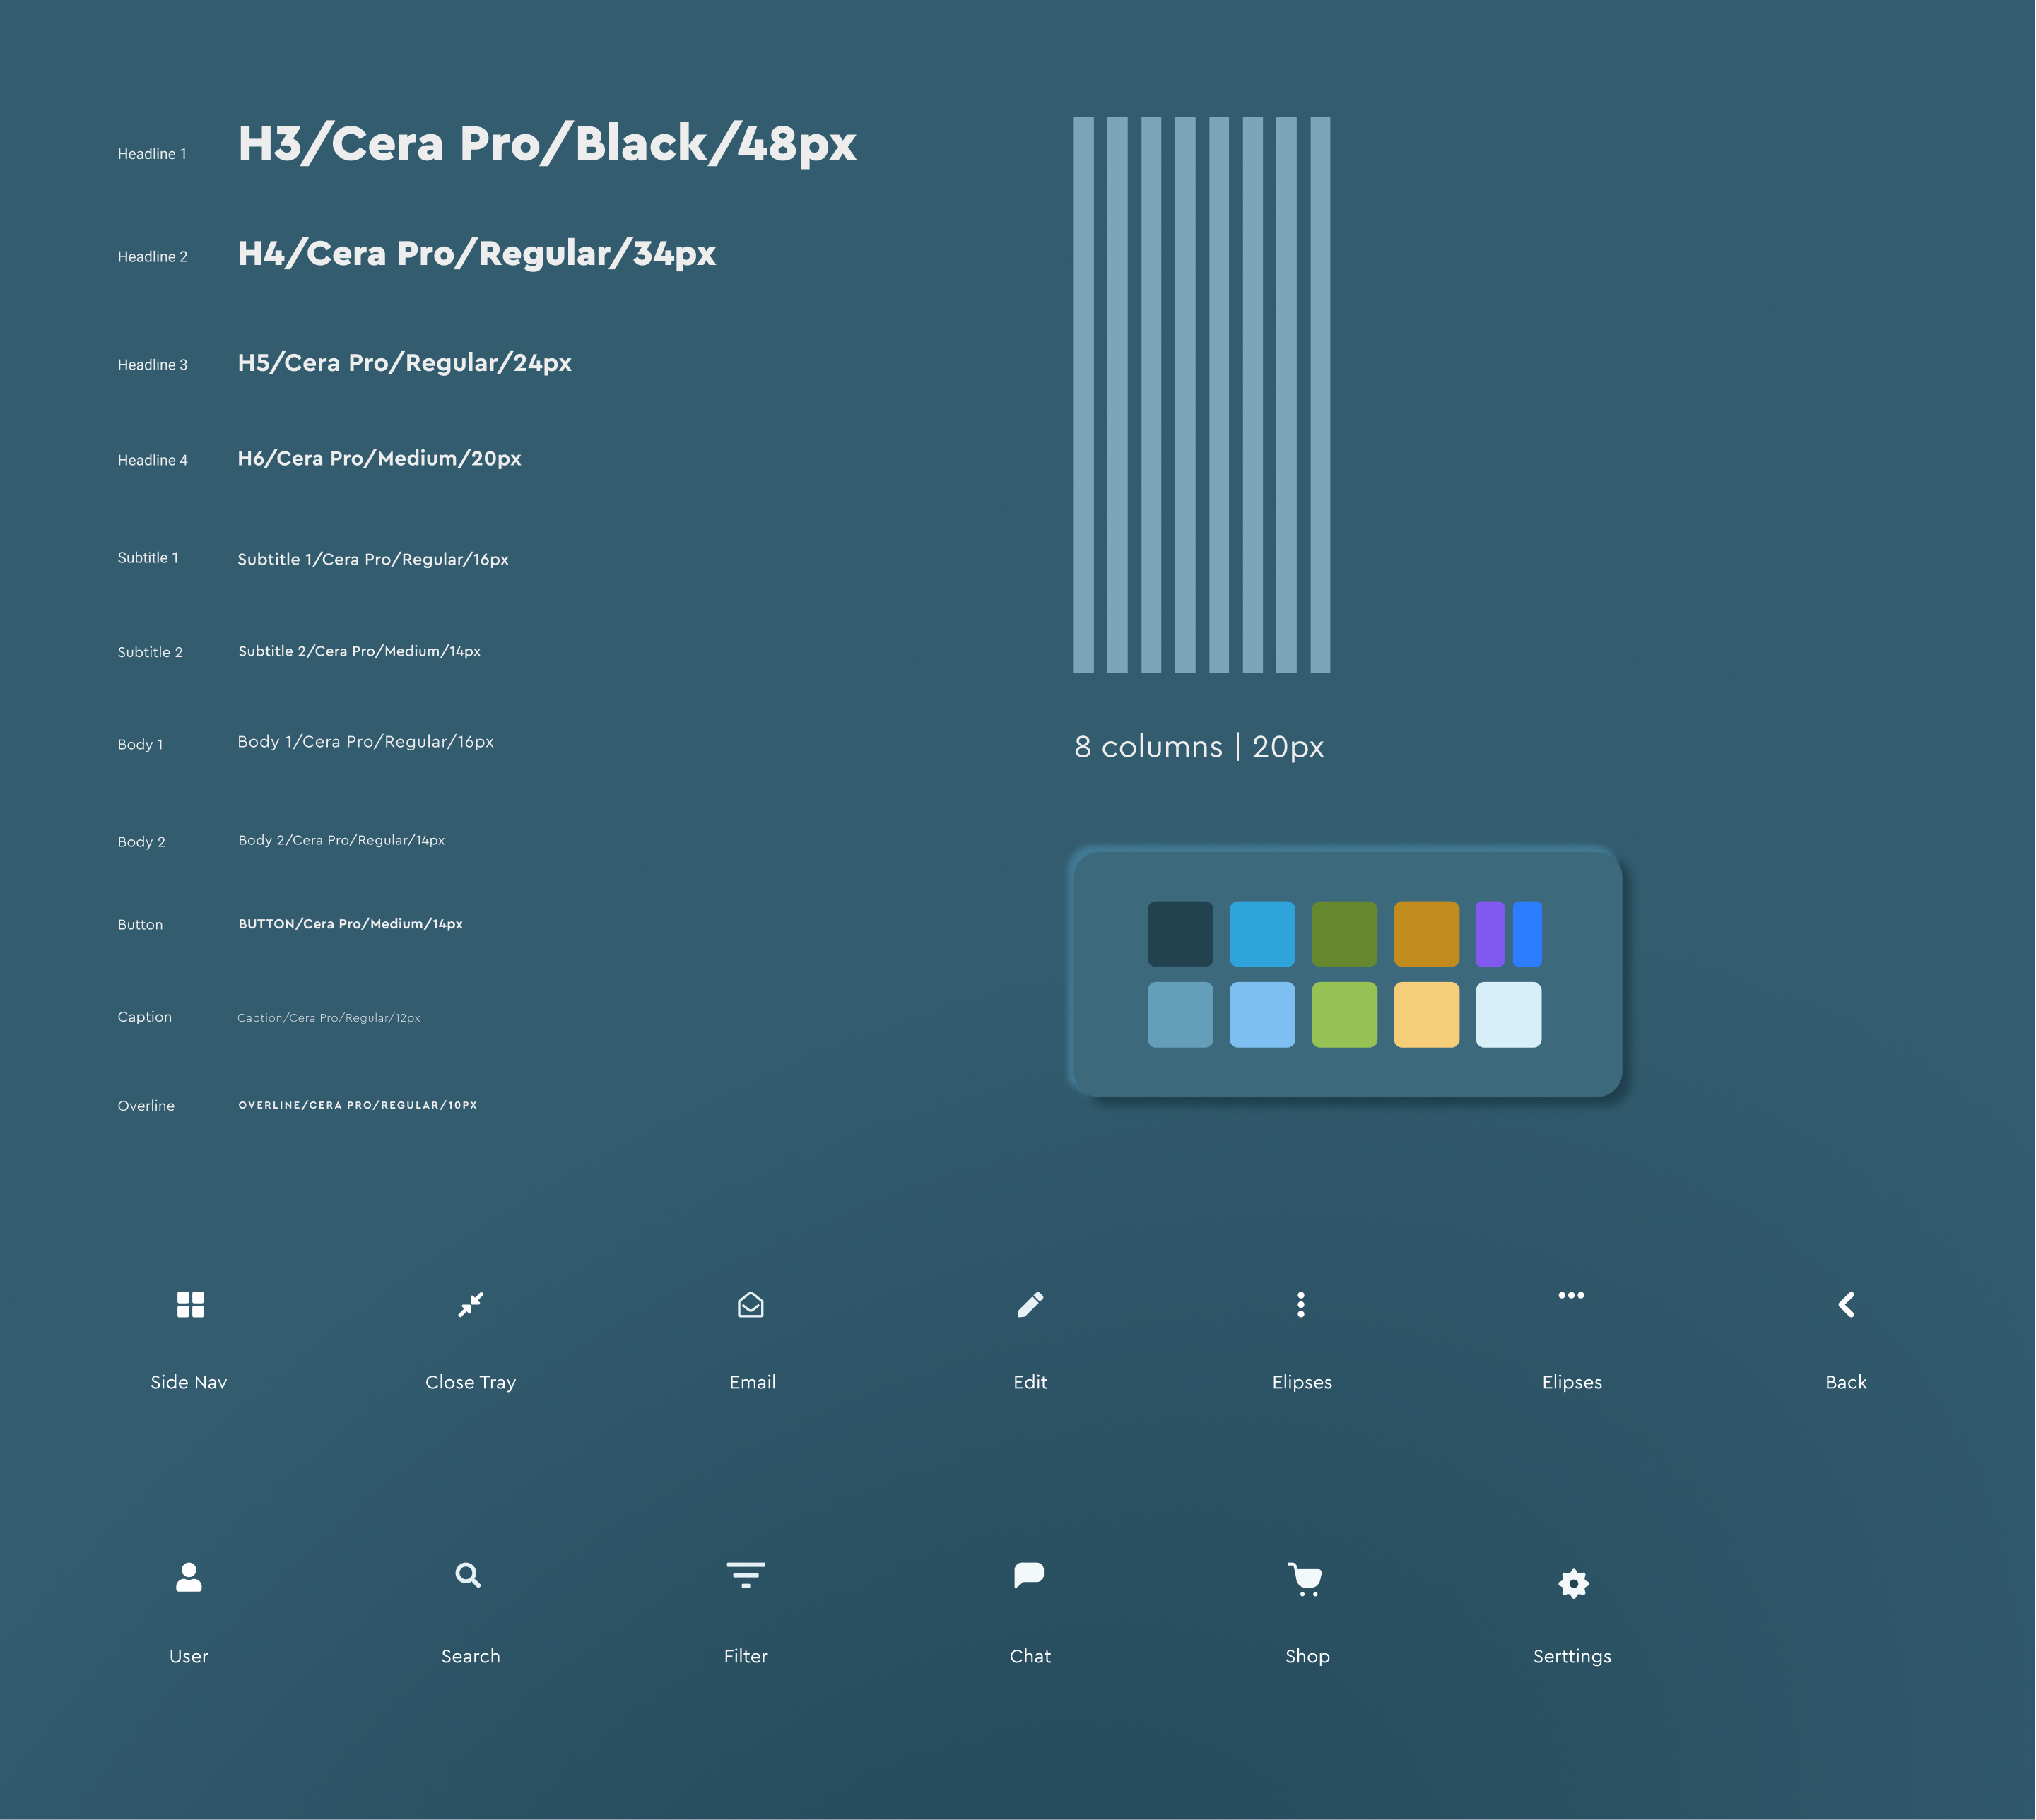 Headline 1 H3/Cera Pro/Black/48px
Headline 2 H4/Cera Pro/Regular/34px
Headline 3 H5/Cera Pro/Regular/24px
Headline 4 H6/Cera Pro/Medium/20px
Subtitle 1 Subtitle 1/Cera Pro/Regular/16px
Subtitle 2 Subtitle 2/Cera Pro/Medium/14px
Body 1 Body 1/Cera Pro/Regular/16px
Body 2 Body 2/Cera Pro/Regular/14px
Button BUTTON/Cera Pro/Medium/14px
Caption Caption/Cera Pro/Regular/12px
Overline OVERLINE/CERA PRO/REGULAR/10PX
8 columns | 20px
Side Nav Close Tray Email Edit Elipses Elipses Back
User Search Filter Chat Shop Serttings